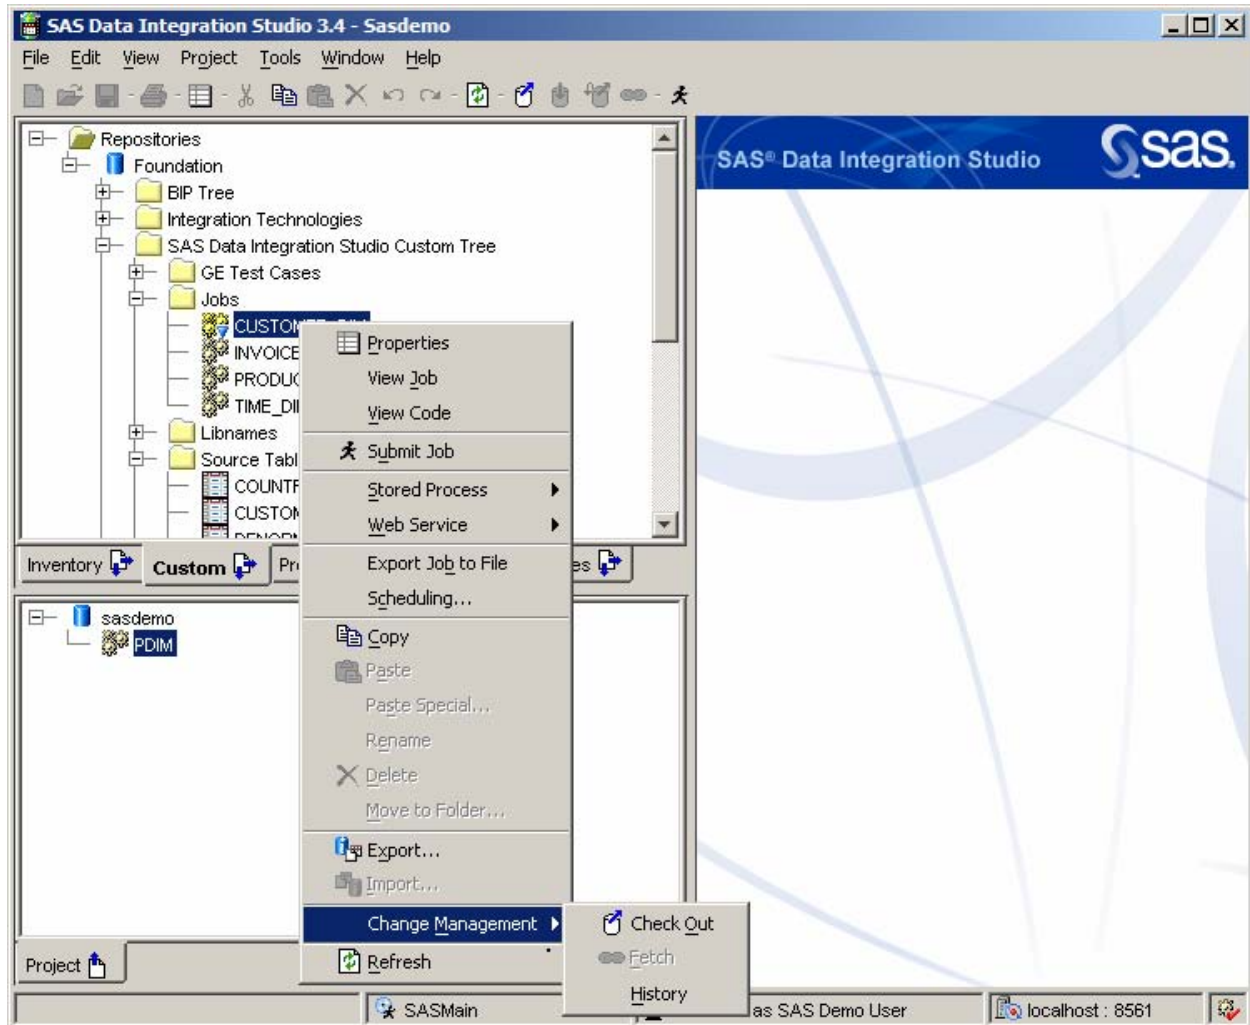 SAS Data Integration Studio 3.4 - Sasdemo
File Edit View Project Tools Window Help
Repositories
Foundation
BIP Tree
Integration Technologies
SAS Data Integration Studio Custom Tree
GE Test Cases
Jobs
INVOICE
TIME_DI
Libnames
Source Tabl
Inventory Custom
Properties
View Job
View Code
Submit Job
Stored Process
Web Service
Export Job to File
Scheduling...
Copy
Paste
Paste Special...
Rename
Delete
Move to Folder...
Export...
Import...
Change Management
Refresh
Check Out
Fetch
History
sasdemo
PDIM
Project
SAS® Data Integration Studio
sas.
SASMain
as SAS Demo User
localhost : 8561